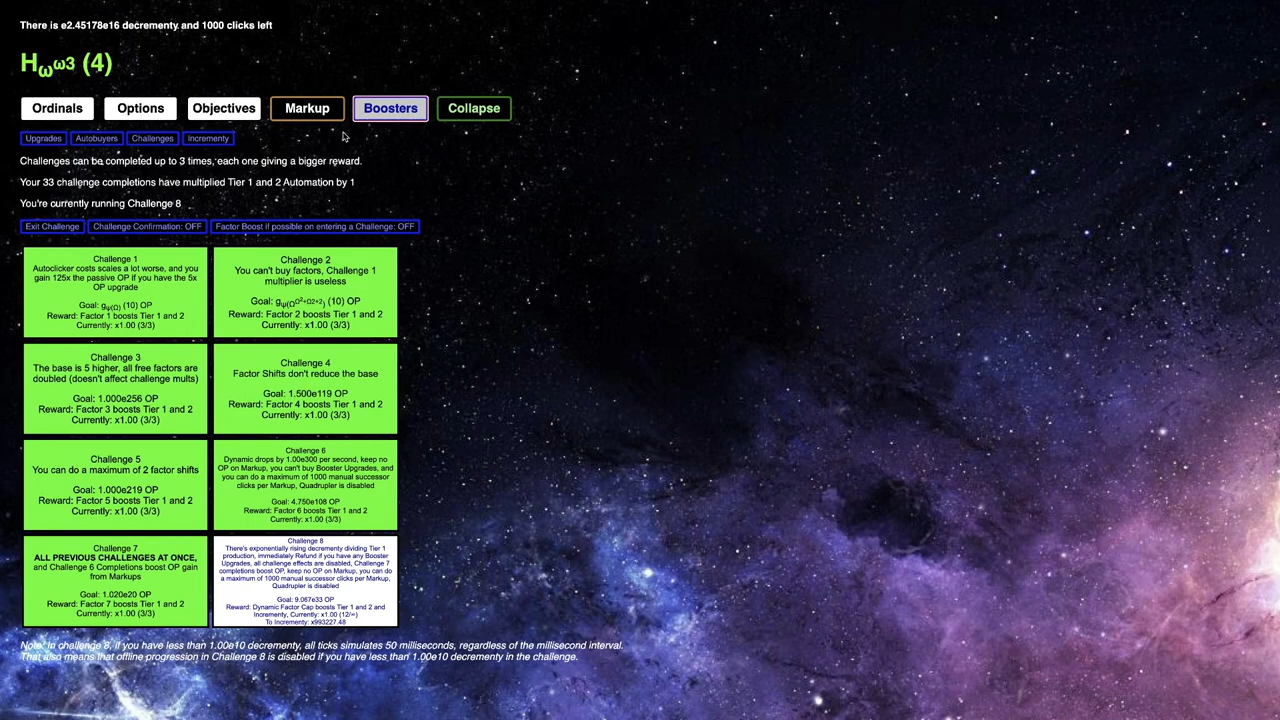 There is e2.45178e16 decrementy and 1000 clicks left
Hωω3 (4)
Ordinals Options Objectives Markup Boosters Collapse
Upgrades Autobuyers Challenges Incrementy
Challenges can be completed up to 3 times, each one giving a bigger reward.
Your 33 challenge completions have multiplied Tier 1 and 2 Automation by 1
You're currently running Challenge 8
Exit Challenge Challenge Confirmation: OFF Factor Boost if possible on entering a Challenge: OFF
Challenge 1
Autoclicker costs scales a lot worse, and you
gain 125x the passive OP if you have the 5x
OP upgrade
Goal: gψ(Ω) (10) OP
Reward: Factor 1 boosts Tier 1 and 2
Currently: x1.00 (3/3)
Challenge 2
You can't buy factors, Challenge 1
multiplier is useless
Goal: gψ(ΩΩ2+Ω2+2) (10) OP
Reward: Factor 2 boosts Tier 1 and 2
Currently: x1.00 (3/3)
Challenge 3
The base is 5 higher, all free factors are
doubled (doesn't affect challenge mults)
Goal: 1.000e256 OP
Reward: Factor 3 boosts Tier 1 and 2
Currently: x1.00 (3/3)
Challenge 4
Factor Shifts don't reduce the base
Goal: 1.500e119 OP
Reward: Factor 4 boosts Tier 1 and 2
Currently: x1.00 (3/3)
Challenge 5
You can do a maximum of 2 factor shifts
Goal: 1.000e219 OP
Reward: Factor 5 boosts Tier 1 and 2
Currently: x1.00 (3/3)
Challenge 6
Dynamic drops by 1.00e300 per second, keep no
OP on Markup, you can't buy Booster Upgrades, and
you can do a maximum of 1000 manual successor
clicks per Markup, Quadrupler is disabled
Goal: 4.750e108 OP
Reward: Factor 6 boosts Tier 1 and 2
Currently: x1.00 (3/3)
Challenge 7
ALL PREVIOUS CHALLENGES AT ONCE,
and Challenge 6 Completions boost OP gain
from Markups
Goal: 1.020e20 OP
Reward: Factor 7 boosts Tier 1 and 2
Currently: x1.00 (3/3)
Challenge 8
There's exponentially rising decrementy dividing Tier 1
production, immediately Refund if you have any Booster
Upgrades, all challenge effects are disabled, Challenge 7
completions boost OP, keep no OP on Markup, you can do
a maximum of 1000 manual successor clicks per Markup,
Quadrupler is disabled
Goal: 9.067e33 OP
Reward: Dynamic Factor Cap boosts Tier 1 and 2 and
Incrementy, Currently: x1.00 (12/∞)
To Incrementy: x993227.48
Note: In challenge 8, if you have less than 1.00e10 decrementy, all ticks simulates 50 milliseconds, regardless of the millisecond interval.
That also means that offline progression in Challenge 8 is disabled if you have less than 1.00e10 decrementy in the challenge.